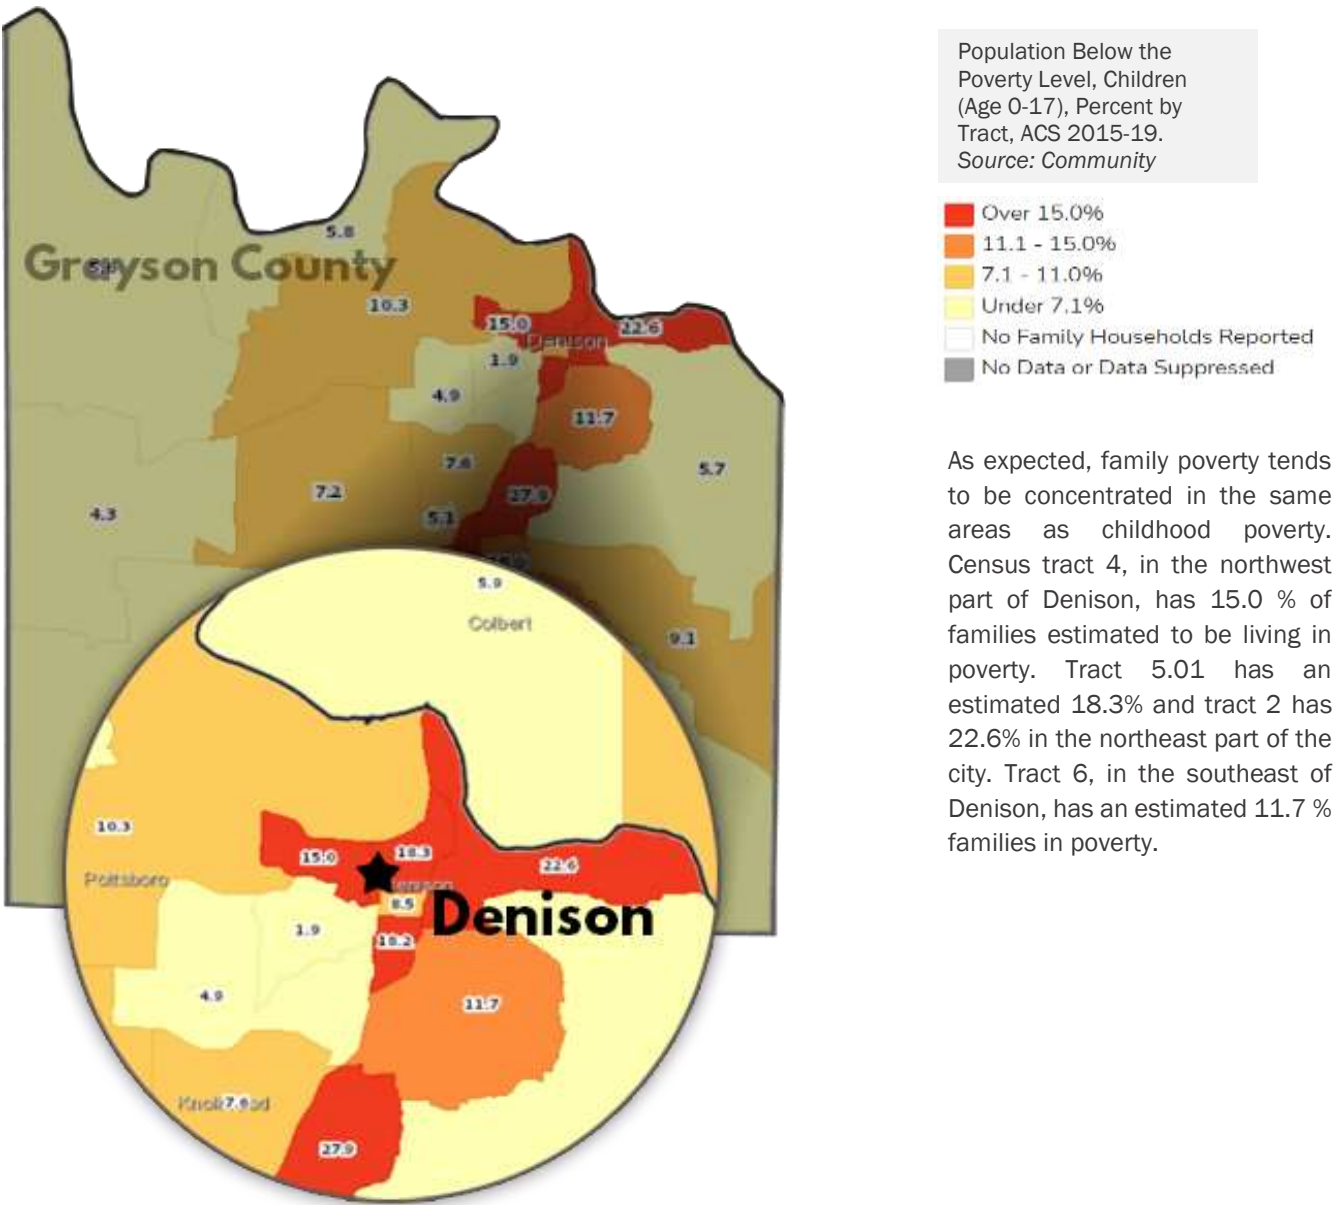 Population Below the
Poverty Level, Children
(Age 0-17), Percent by
Tract, ACS 2015-19.
Source: Community
Over 15.0%
11.1 - 15.0%
7.1 - 11.0%
Under 7.1%
No Family Households Reported
No Data or Data Suppressed
As expected, family poverty tends
to be concentrated in the same
areas as childhood poverty.
Census tract 4, in the northwest
part of Denison, has 15.0 % of
families estimated to be living in
poverty. Tract 5.01 has an
estimated 18.3% and tract 2 has
22.6% in the northeast part of the
city. Tract 6, in the southeast of
Denison, has an estimated 11.7 %
families in poverty.
5.8
Grayson County
10.3
15.0
22.6
Denison
1.9
4.9
11.7
7.6
5.7
7.2
27.9
4.3
5.1
9.1
5.9
Colbert
10.3
15.0
18.3
22.6
Pottsboro
8.5
Denison
1.9
18.2
4.9
11.7
7.6
27.9